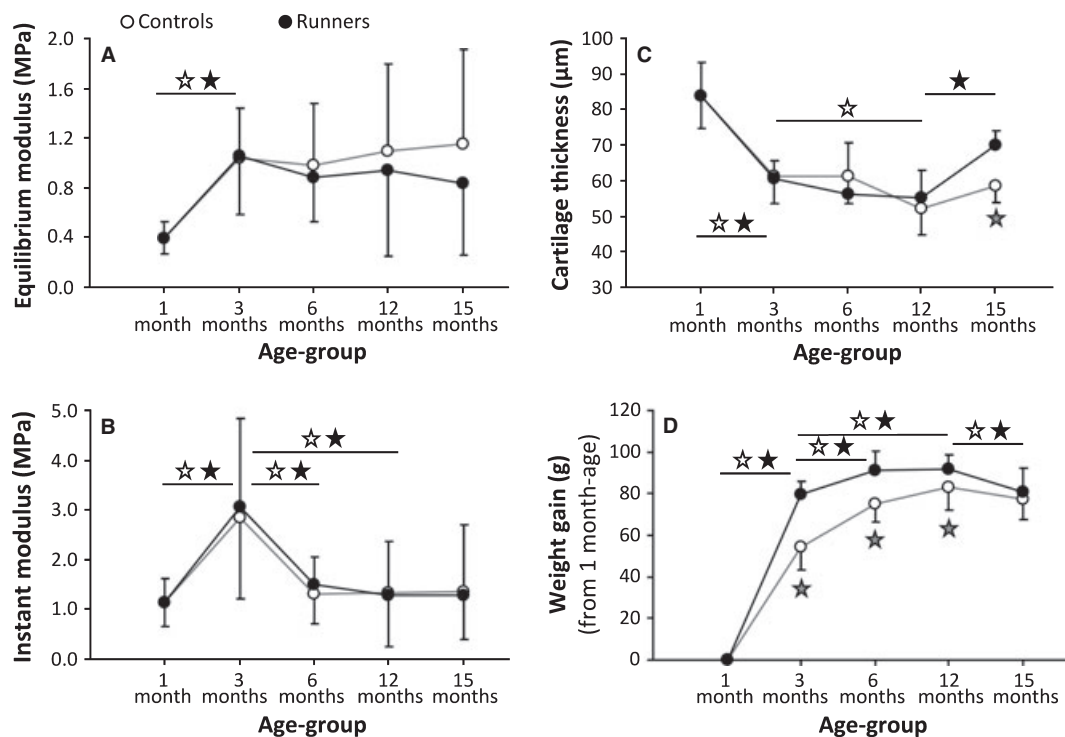 Controls Runners
A
Equilibrium modulus (MPa)
2.0
1.6
1.2
0.8
0.4
0.0
1 3 6 12 15
month months months months months
Age-group
C
Cartilage thickness (µm)
100
90
80
70
60
50
40
30
1 3 6 12 15
month months months months months
Age-group
B
Instant modulus (MPa)
5.0
4.0
3.0
2.0
1.0
0.0
1 3 6 12 15
month months months months months
Age-group
D
Weight gain (g)
(from 1 month-age)
120
100
80
60
40
20
0
1 3 6 12 15
month months months months months
Age-group